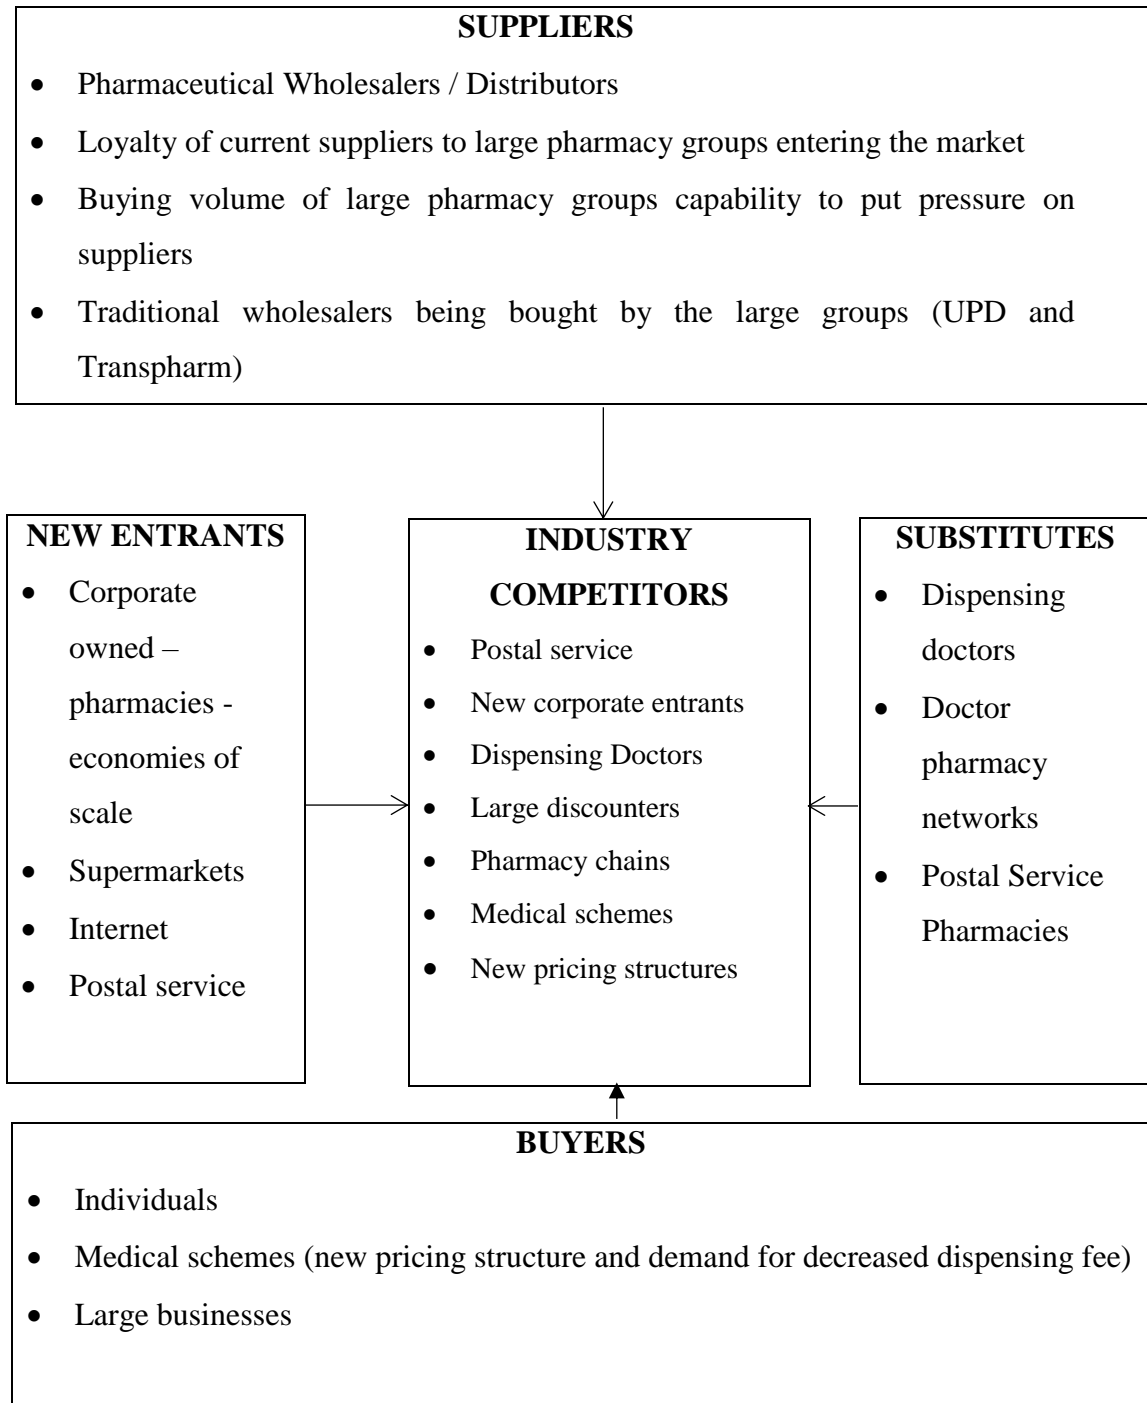 SUPPLIERS
• Pharmaceutical Wholesalers / Distributors
• Loyalty of current suppliers to large pharmacy groups entering the market
• Buying volume of large pharmacy groups capability to put pressure on
suppliers
• Traditional wholesalers being bought by the large groups (UPD and
Transpharm)
NEW ENTRANTS
• Corporate
owned –
pharmacies -
economies of
scale
• Supermarkets
• Internet
• Postal service
INDUSTRY
COMPETITORS
• Postal service
• New corporate entrants
• Dispensing Doctors
• Large discounters
• Pharmacy chains
• Medical schemes
• New pricing structures
SUBSTITUTES
• Dispensing
doctors
• Doctor
pharmacy
networks
• Postal Service
Pharmacies
BUYERS
• Individuals
• Medical schemes (new pricing structure and demand for decreased dispensing fee)
• Large businesses